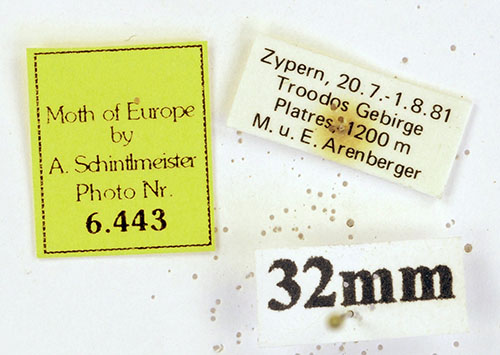 Moth of Europe
by
A. Schintlmeister
Photo Nr.
6.443
Zypern, 20.7.-1.8.81
Troodos Gebirge
Platres, 1200 m
M. u. E. Arenberger
32mm